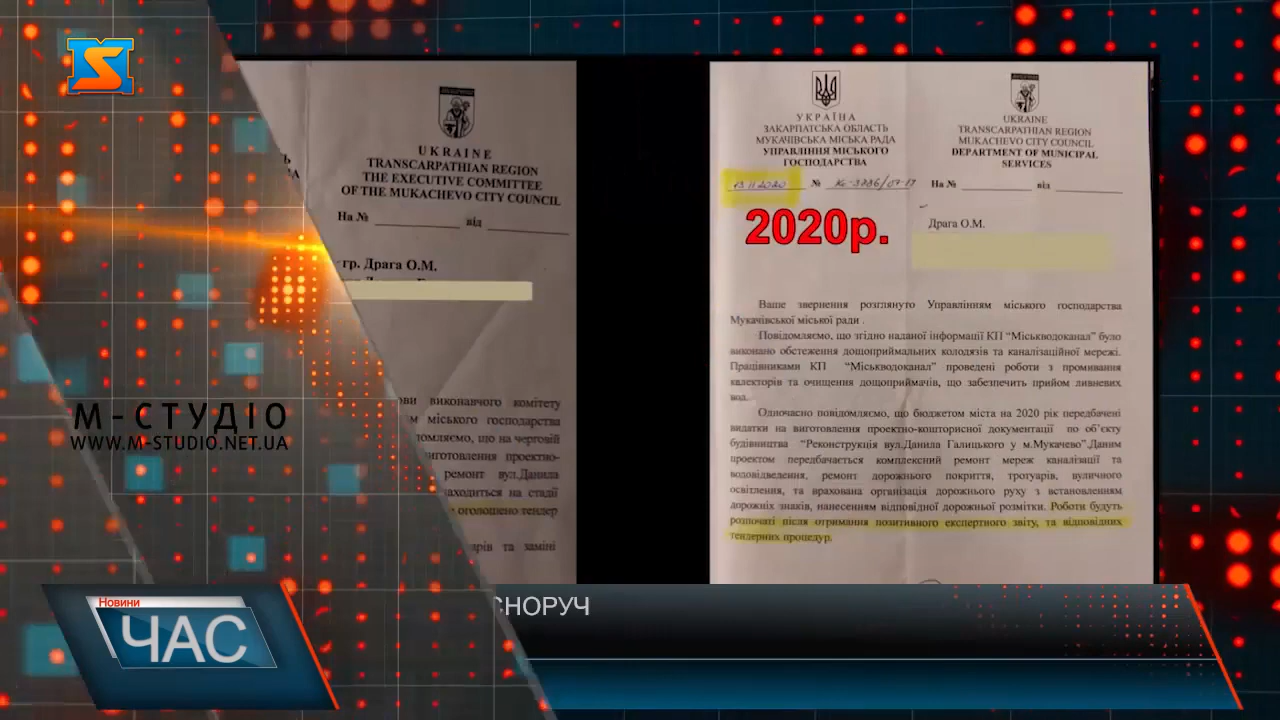 UKRAINE
TRANSCARPATHIAN REGION
THE EXECUTIVE COMMITTEE
OF THE MUKACHEVO CITY COUNCIL
На № від
гр. Драга О.М.
виконавчого комітету
м міського господарства
що на черговій
проектно-
ремонт вул.Данила
находиться на стадії
оголошено тендер
та заміні
УКРАЇНА
ЗАКАРПАТСЬКА ОБЛАСТЬ
МУКАЧІВСЬКА МІСЬКА РАДА
УПРАВЛІННЯ МІСЬКОГО
ГОСПОДАРСТВА
UKRAINE
TRANSCARPATHIAN REGION
MUKACHEVO CITY COUNCIL
DEPARTMENT OF MUNICIPAL
SERVICES
13.11.2020 № На № від
2020р.
Драга О.М.
Ваше звернення розглянуто Управлінням міського господарства
Мукачівської міської ради .
Повідомляємо, що згідно наданої інформації КП “Міськводоканал” було
виконано обстеження дощоприймальних колодязів та каналізаційної мережі.
Працівниками КП “Міськводоканал” проведені роботи з промивання
калекторів та очищення дощоприймачів, що забезпечить прийом ливневих
вод.
Одночасно повідомляємо, що бюджетом міста на 2020 рік передбачені
видатки на виготовлення проектно-кошторисної документації по об’єкту
будівництва “Реконструкція вул.Данила Галицького у м.Мукачево”.Даним
проектом передбачається комплексний ремонт мереж каналізації та
водовідведення, ремонт дорожнього покриття, тротуарів, вуличного
освітлення, та врахована організація дорожнього руху з встановленням
дорожніх знаків, нанесенням відповідної дорожньої розмітки. Роботи будуть
розпочаті після отримання позитивного експертного звіту, та відповідних
тендерних процедур.
М-СТУДІО
WWW.M-STUDIO.NET.UA
Новини
ЧАС
СНОРУЧ